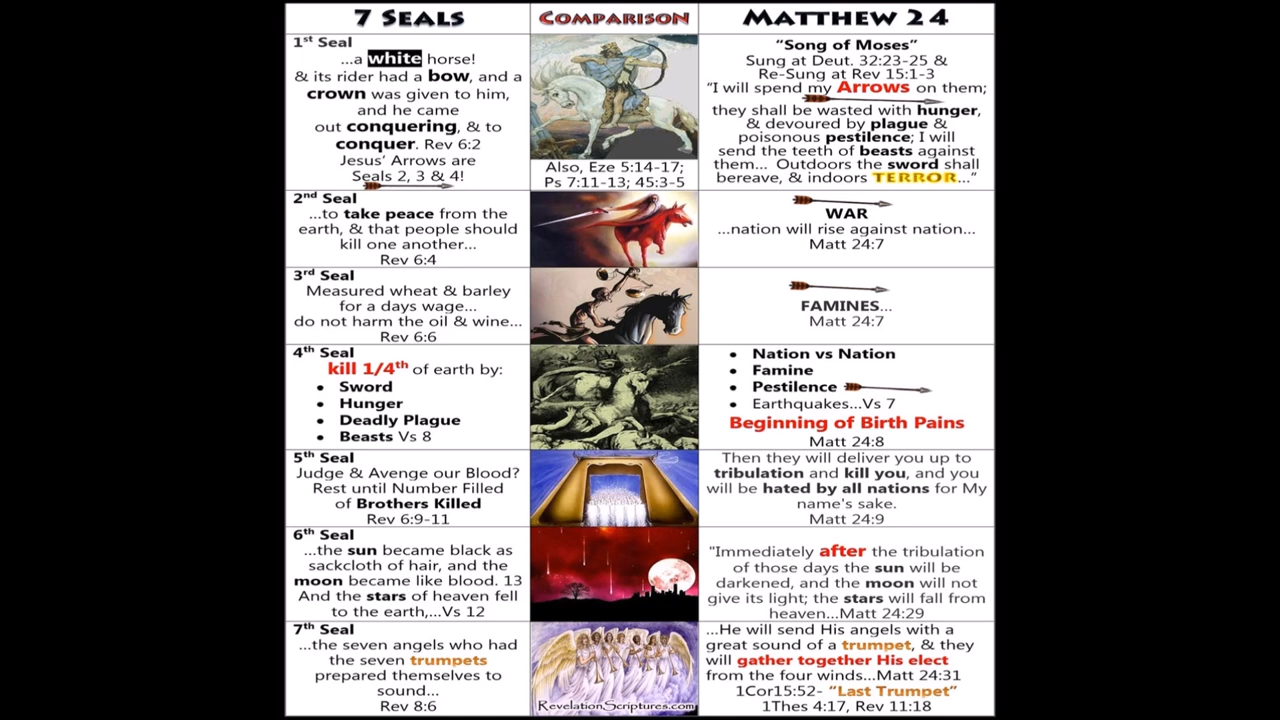 7 SEALS
COMPARISON
MATTHEW 24
1st Seal
...a white horse!
& its rider had a bow, and a
crown was given to him,
and he came
out conquering, & to
conquer. Rev 6:2
Jesus' Arrows are
Seals 2, 3 & 4!
Also, Eze 5:14-17;
Ps 7:11-13; 45:3-5
"Song of Moses"
Sung at Deut. 32:23-25 &
Re-Sung at Rev 15:1-3
"I will spend my Arrows on them;
they shall be wasted with hunger,
& devoured by plague &
poisonous pestilence; I will
send the teeth of beasts against
them... Outdoors the sword shall
bereave, & indoors TERROR..."
2nd Seal
...to take peace from the
earth, & that people should
kill one another...
Rev 6:4
WAR
...nation will rise against nation...
Matt 24:7
3rd Seal
Measured wheat & barley
for a days wage...
do not harm the oil & wine...
Rev 6:6
FAMINES...
Matt 24:7
4th Seal
kill 1/4th of earth by:
• Sword
• Hunger
• Deadly Plague
• Beasts Vs 8
• Nation vs Nation
• Famine
• Pestilence
• Earthquakes...Vs 7
Beginning of Birth Pains
Matt 24:8
5th Seal
Judge & Avenge our Blood?
Rest until Number Filled
of Brothers Killed
Rev 6:9-11
Then they will deliver you up to
tribulation and kill you, and you
will be hated by all nations for My
name's sake.
Matt 24:9
6th Seal
...the sun became black as
sackcloth of hair, and the
moon became like blood. 13
And the stars of heaven fell
to the earth,...Vs 12
"Immediately after the tribulation
of those days the sun will be
darkened, and the moon will not
give its light; the stars will fall from
heaven...Matt 24:29
7th Seal
...the seven angels who had
the seven trumpets
prepared themselves to
sound...
Rev 8:6
RevelationScriptures.com
...He will send His angels with a
great sound of a trumpet, & they
will gather together His elect
from the four winds...Matt 24:31
1Cor15:52- "Last Trumpet"
1Thes 4:17, Rev 11:18